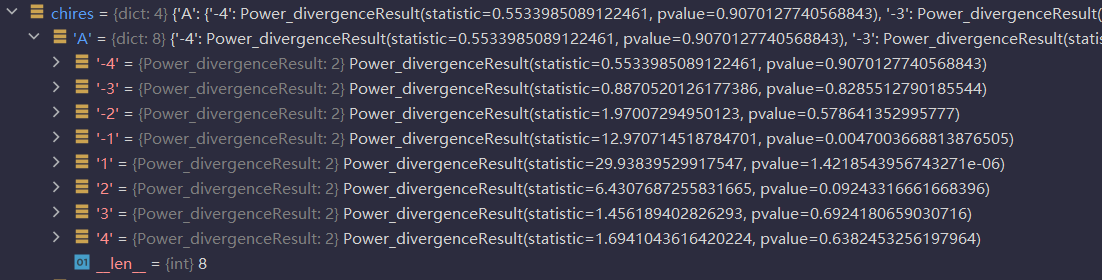 chires = {dict: 4} {'A': {'-4': Power_divergenceResult(statistic=0.5533985089122461, pvalue=0.9070127740568843), '-3': Power_divergenceResult(
'A' = {dict: 8} {'-4': Power_divergenceResult(statistic=0.5533985089122461, pvalue=0.9070127740568843), '-3': Power_divergenceResult(stati
'-4' = {Power_divergenceResult: 2} Power_divergenceResult(statistic=0.5533985089122461, pvalue=0.9070127740568843)
'-3' = {Power_divergenceResult: 2} Power_divergenceResult(statistic=0.8870520126177386, pvalue=0.8285512790185544)
'-2' = {Power_divergenceResult: 2} Power_divergenceResult(statistic=1.97007294950123, pvalue=0.578641352995777)
'-1' = {Power_divergenceResult: 2} Power_divergenceResult(statistic=12.970714518784701, pvalue=0.0047003668813876505)
'1' = {Power_divergenceResult: 2} Power_divergenceResult(statistic=29.93839529917547, pvalue=1.4218543956743271e-06)
'2' = {Power_divergenceResult: 2} Power_divergenceResult(statistic=6.4307687255831665, pvalue=0.09243316661668396)
'3' = {Power_divergenceResult: 2} Power_divergenceResult(statistic=1.456189402826293, pvalue=0.6924180659030716)
'4' = {Power_divergenceResult: 2} Power_divergenceResult(statistic=1.6941043616420224, pvalue=0.6382453256197964)
01 __len__ = {int} 8